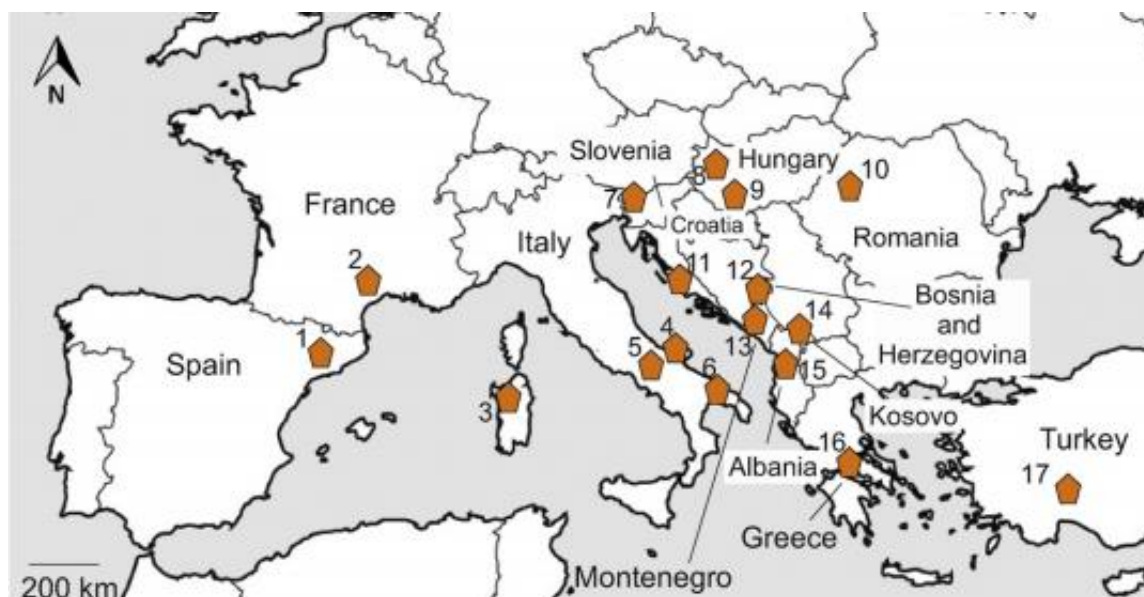 N
Slovenia
Hungary
8
10
7
9
France
Croatia
Italy
Romania
2
11
12
Bosnia
and
Herzegovina
14
1
4
13
Spain
5
15
6
3
Kosovo
Turkey
16
Albania
17
Greece
200 km
Montenegro